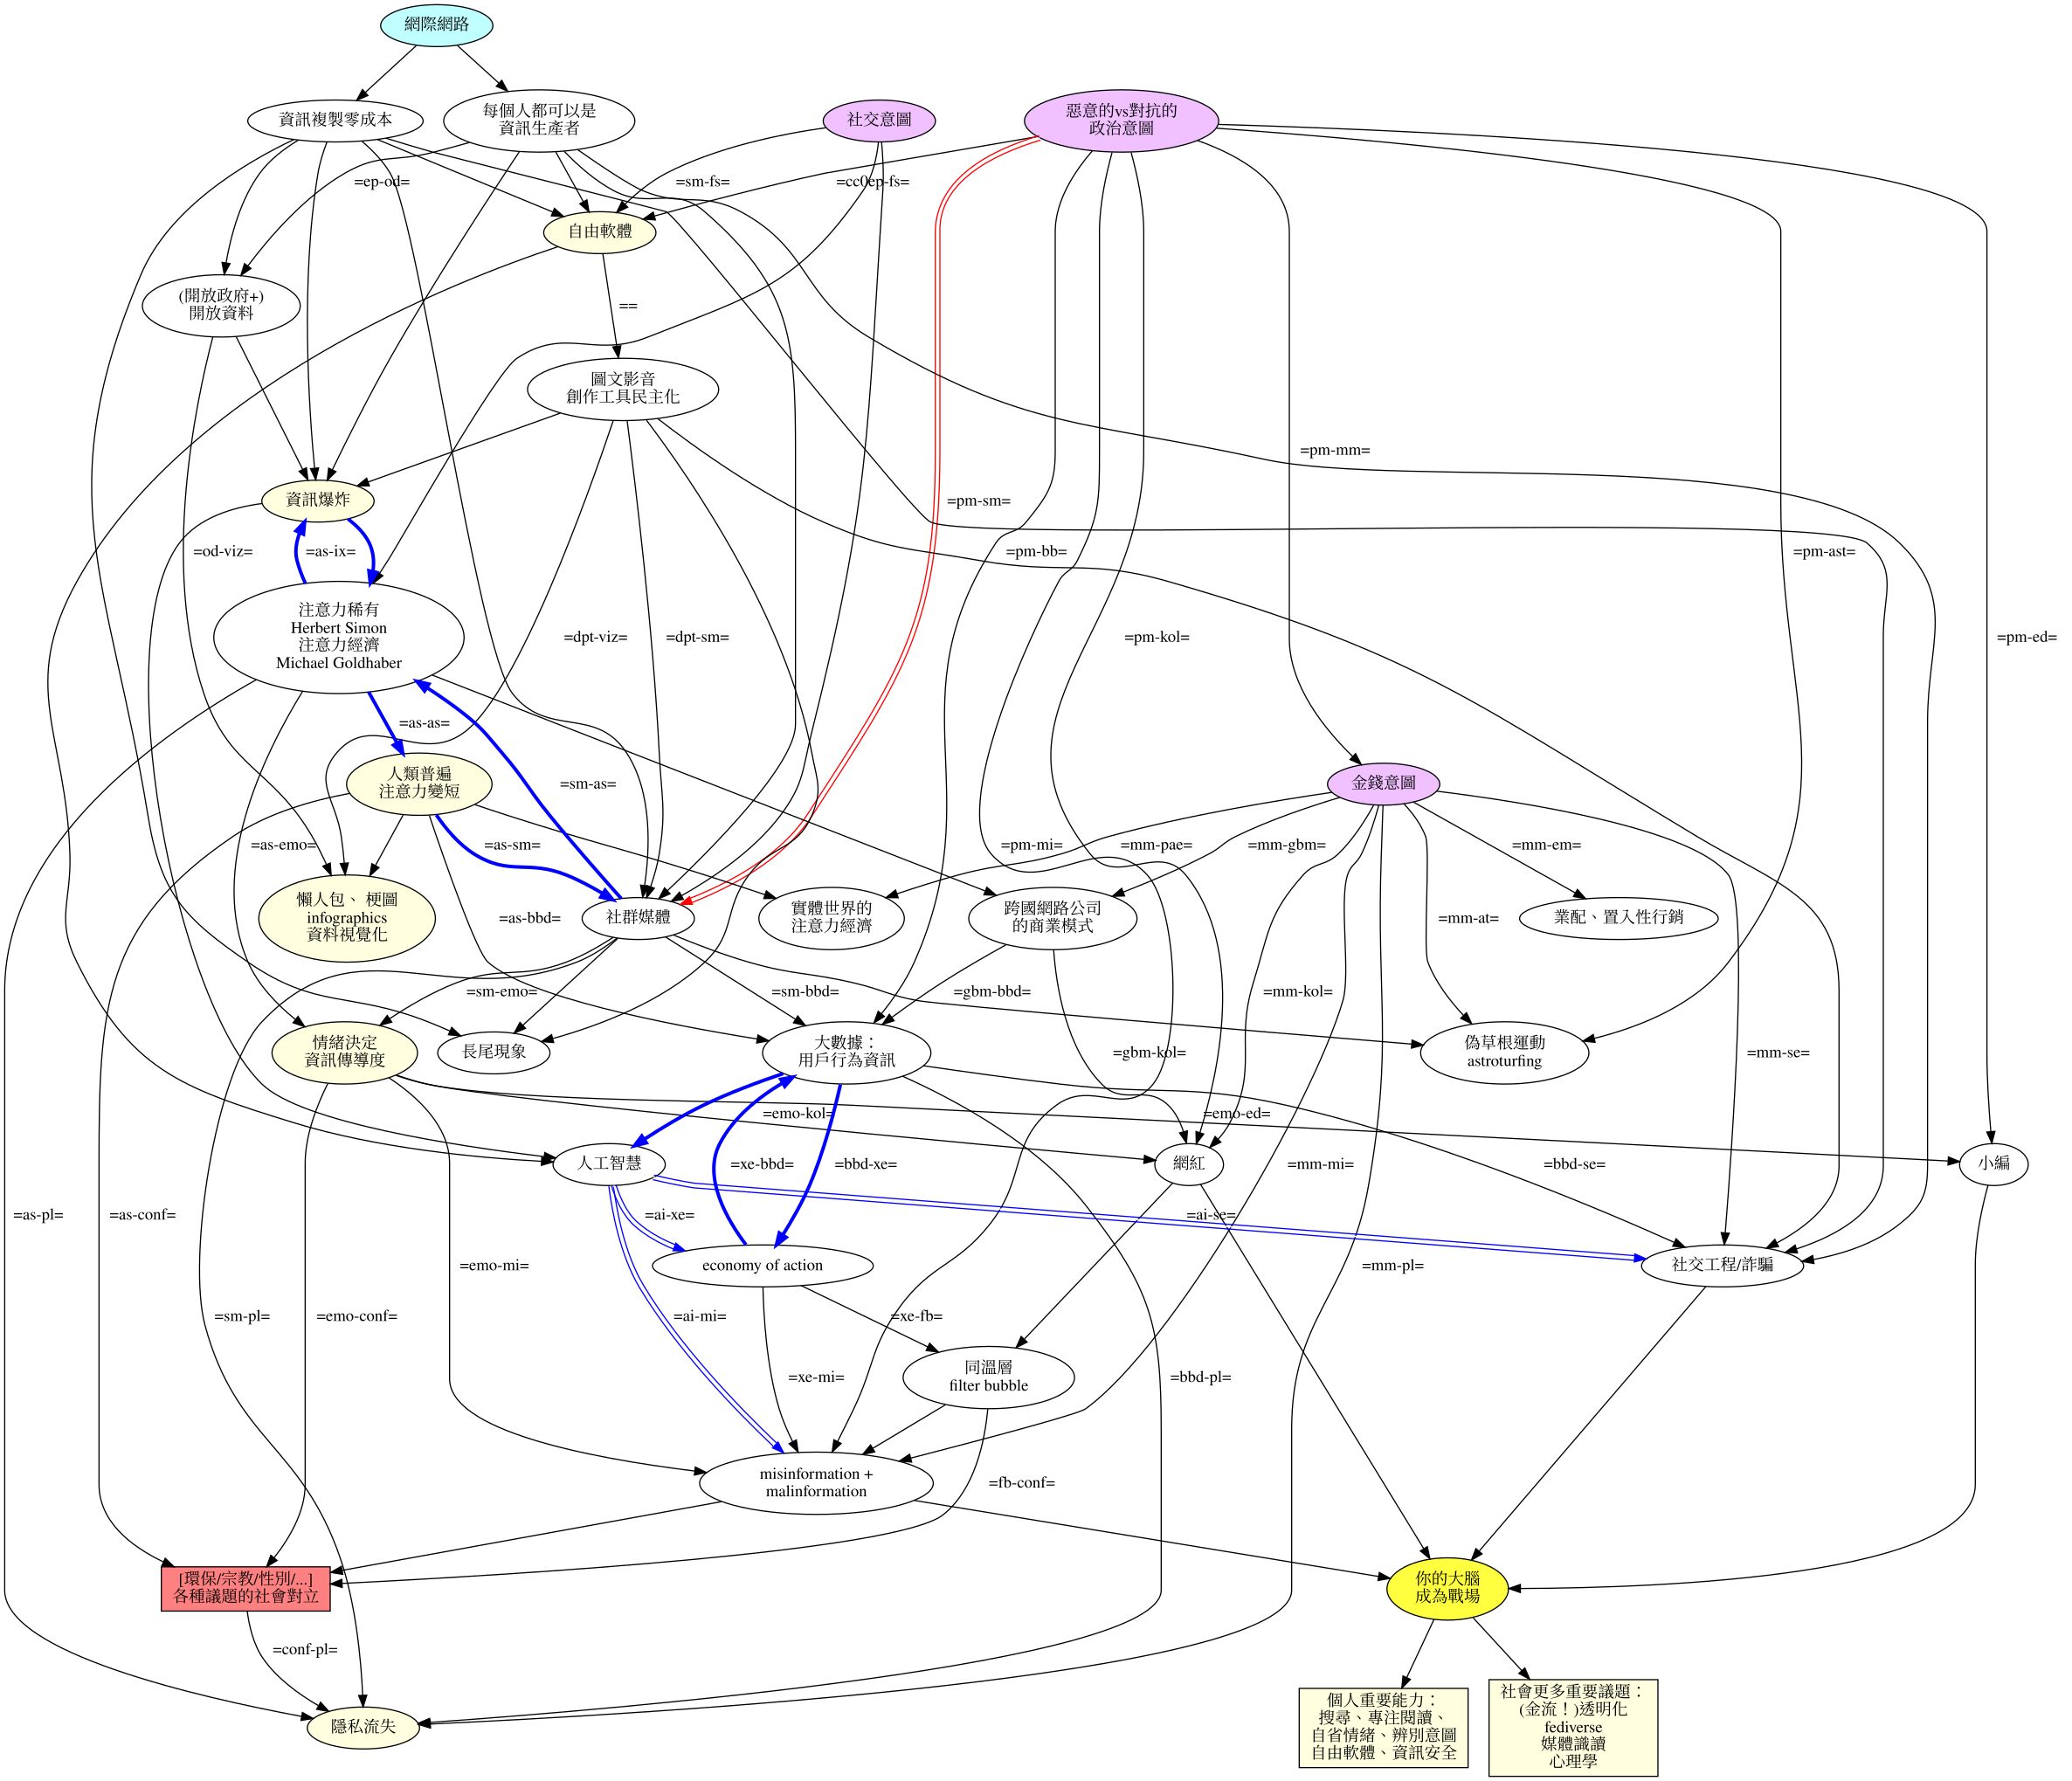 網際網路
資訊複製零成本
每個人都可以是
資訊生產者
社交意圖
惡意的vs對抗的
政治意圖
=ep-od=
=sm-fs=
=cc0ep-fs=
自由軟體
(開放政府+)
開放資料
==
圖文影音
創作工具民主化
=pm-mm=
資訊爆炸
=pm-sm=
=od-viz=
=as-ix=
=pm-bb=
=pm-ast=
注意力稀有
Herbert Simon
注意力經濟
Michael Goldhaber
=dpt-viz=
=dpt-sm=
=pm-kol=
=pm-ed=
=as-as=
人類普遍
注意力變短
=sm-as=
金錢意圖
=as-emo=
=as-sm=
=pm-mi=
=mm-pae=
=mm-gbm=
=mm-em=
懶人包、 梗圖
infographics
資料視覺化
=as-bbd=
社群媒體
實體世界的
注意力經濟
跨國網路公司
的商業模式
=mm-at=
業配、置入性行銷
=sm-emo=
=sm-bbd=
=gbm-bbd=
=mm-kol=
情緒決定
資訊傳導度
長尾現象
大數據：
用戶行為資訊
=gbm-kol=
偽草根運動
astroturfing
=mm-se=
=emo-kol=
=emo-ed=
人工智慧
=xe-bbd=
=bbd-xe=
網紅
=mm-mi=
=bbd-se=
小編
=as-pl=
=as-conf=
=ai-xe=
=ai-se=
=emo-mi=
economy of action
=mm-pl=
社交工程/詐騙
=sm-pl=
=emo-conf=
=ai-mi=
=xe-fb=
=xe-mi=
同溫層
filter bubble
=bbd-pl=
misinformation +
malinformation
=fb-conf=
[環保/宗教/性別/...]
各種議題的社會對立
你的大腦
成為戰場
=conf-pl=
隱私流失
個人重要能力：
搜尋、專注閱讀、
自省情緒、辨別意圖
自由軟體、資訊安全
社會更多重要議題：
(金流！)透明化
fediverse
媒體識讀
心理學